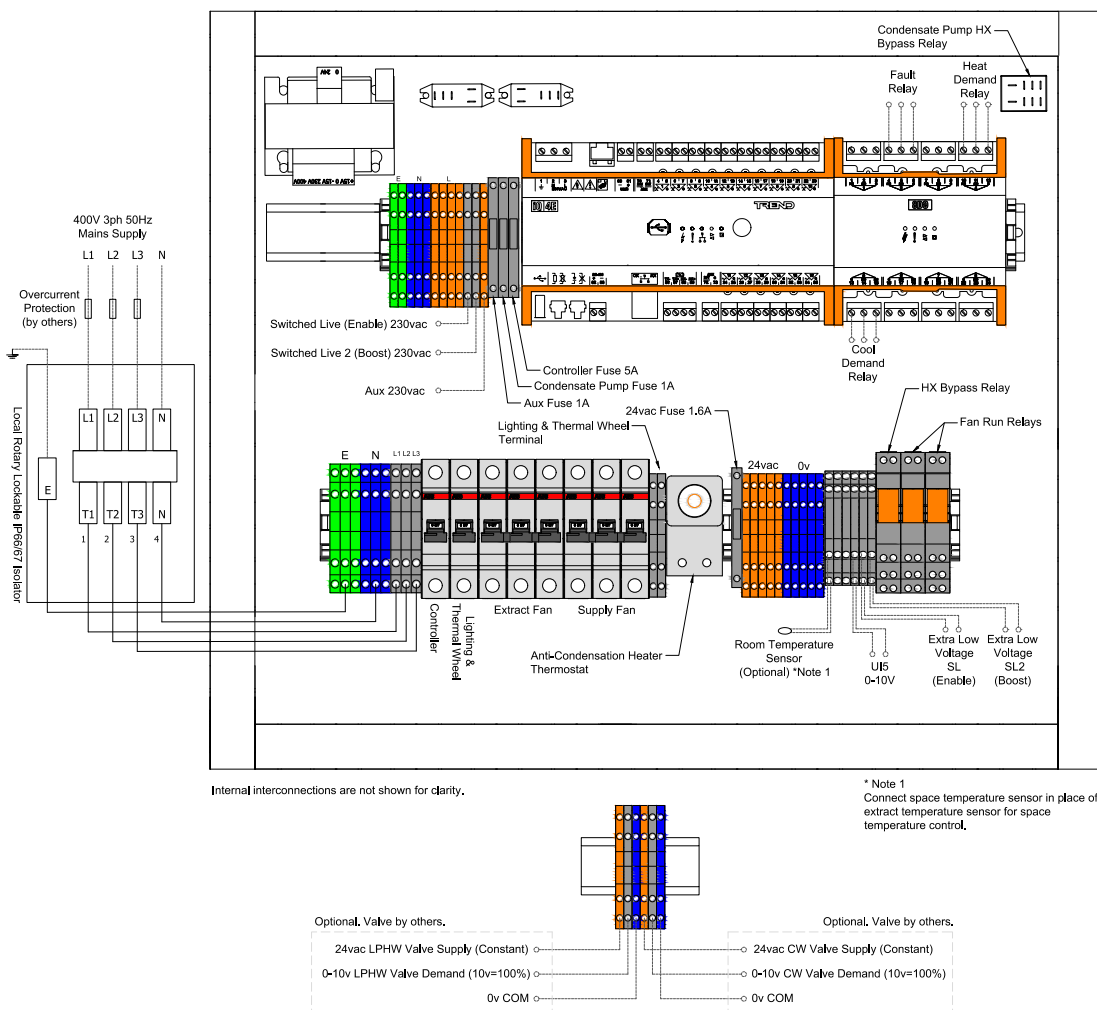 Condensate Pump HX
Bypass Relay
Fault
Relay
Heat
Demand
Relay
E N L
400V 3ph 50Hz
Mains Supply
L1 L2 L3 N
TREND
Overcurrent
Protection
(by others)
Switched Live (Enable) 230vac
Switched Live 2 (Boost) 230vac
Aux 230vac
Cool
Demand
Relay
Controller Fuse 5A
Condensate Pump Fuse 1A
Aux Fuse 1A
24vac Fuse 1.6A
HX Bypass Relay
Fan Run Relays
Lighting & Thermal Wheel
Terminal
L1 L2 L3 N
E N L1 L2 L3
24vac 0v
Local Rotary Lockable IP66/67 Isolator
E
T1 T2 T3 N
1 2 3 4
Controller
Lighting &
Thermal Wheel
Extract Fan
Supply Fan
Anti-Condensation Heater
Thermostat
Room Temperature
Sensor
(Optional) *Note 1
UI5
0-10V
Extra Low
Voltage
SL
(Enable)
Extra Low
Voltage
SL2
(Boost)
Internal interconnections are not shown for clarity.
* Note 1
Connect space temperature sensor in place of
extract temperature sensor for space
temperature control.
Optional. Valve by others.
24vac LPHW Valve Supply (Constant)
0-10v LPHW Valve Demand (10v=100%)
0v COM
Optional. Valve by others.
24vac CW Valve Supply (Constant)
0-10v CW Valve Demand (10v=100%)
0v COM